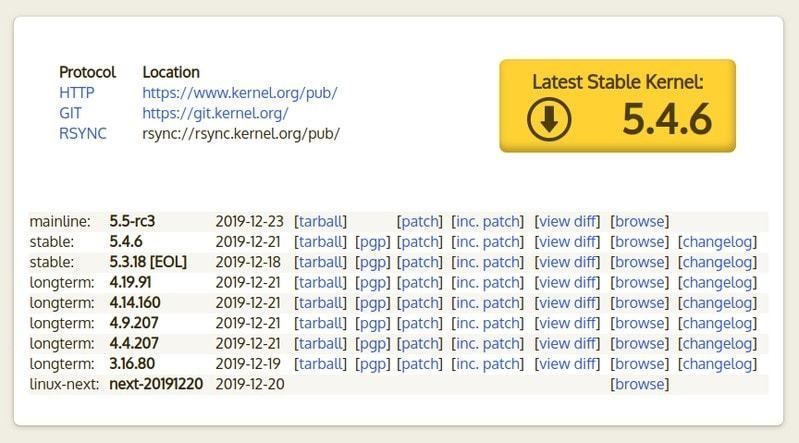 Protocol Location
HTTP https://www.kernel.org/pub/
GIT https://git.kernel.org/
RSYNC rsync://rsync.kernel.org/pub/
Latest Stable Kernel:
5.4.6
mainline: 5.5-rc3 2019-12-23 [tarball] [patch] [inc. patch] [view diff] [browse]
stable: 5.4.6 2019-12-21 [tarball] [pgp] [patch] [inc. patch] [view diff] [browse] [changelog]
stable: 5.3.18 [EOL] 2019-12-18 [tarball] [pgp] [patch] [inc. patch] [view diff] [browse] [changelog]
longterm: 4.19.91 2019-12-21 [tarball] [pgp] [patch] [inc. patch] [view diff] [browse] [changelog]
longterm: 4.14.160 2019-12-21 [tarball] [pgp] [patch] [inc. patch] [view diff] [browse] [changelog]
longterm: 4.9.207 2019-12-21 [tarball] [pgp] [patch] [inc. patch] [view diff] [browse] [changelog]
longterm: 4.4.207 2019-12-21 [tarball] [pgp] [patch] [inc. patch] [view diff] [browse] [changelog]
longterm: 3.16.80 2019-12-19 [tarball] [pgp] [patch] [inc. patch] [view diff] [browse] [changelog]
linux-next: next-20191220 2019-12-20 [browse]